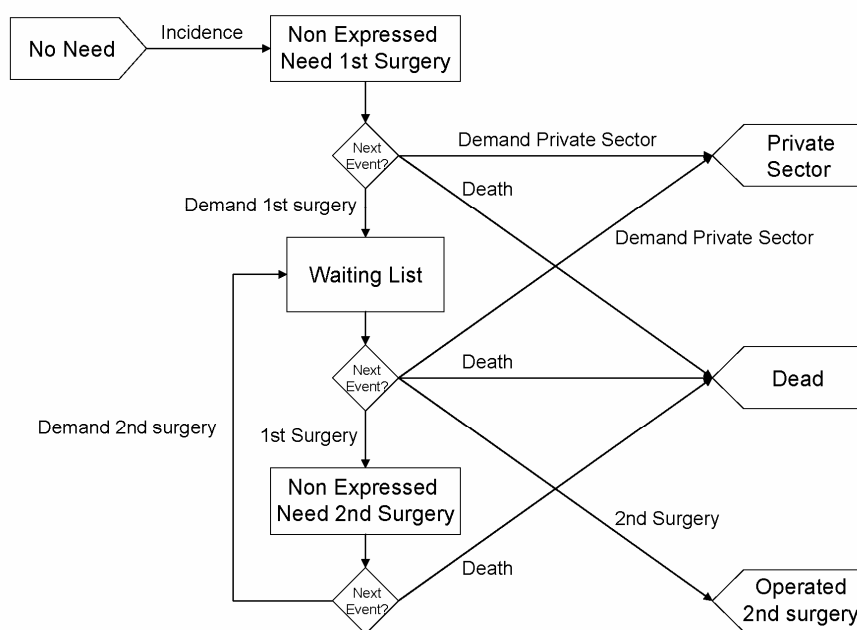 No Need
Incidence
Non Expressed
Need 1st Surgery
Next
Event?
Demand Private Sector
Private
Sector
Death
Demand 1st surgery
Demand Private Sector
Waiting List
Next
Event?
Death
Dead
Demand 2nd surgery
1st Surgery
Non Expressed
Need 2nd Surgery
2nd Surgery
Next
Event?
Death
Operated
2nd surgery